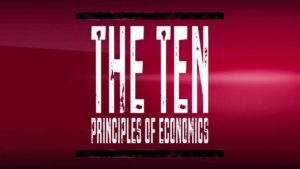 THE TEN
PRINCIPLES OF ECONOMICS